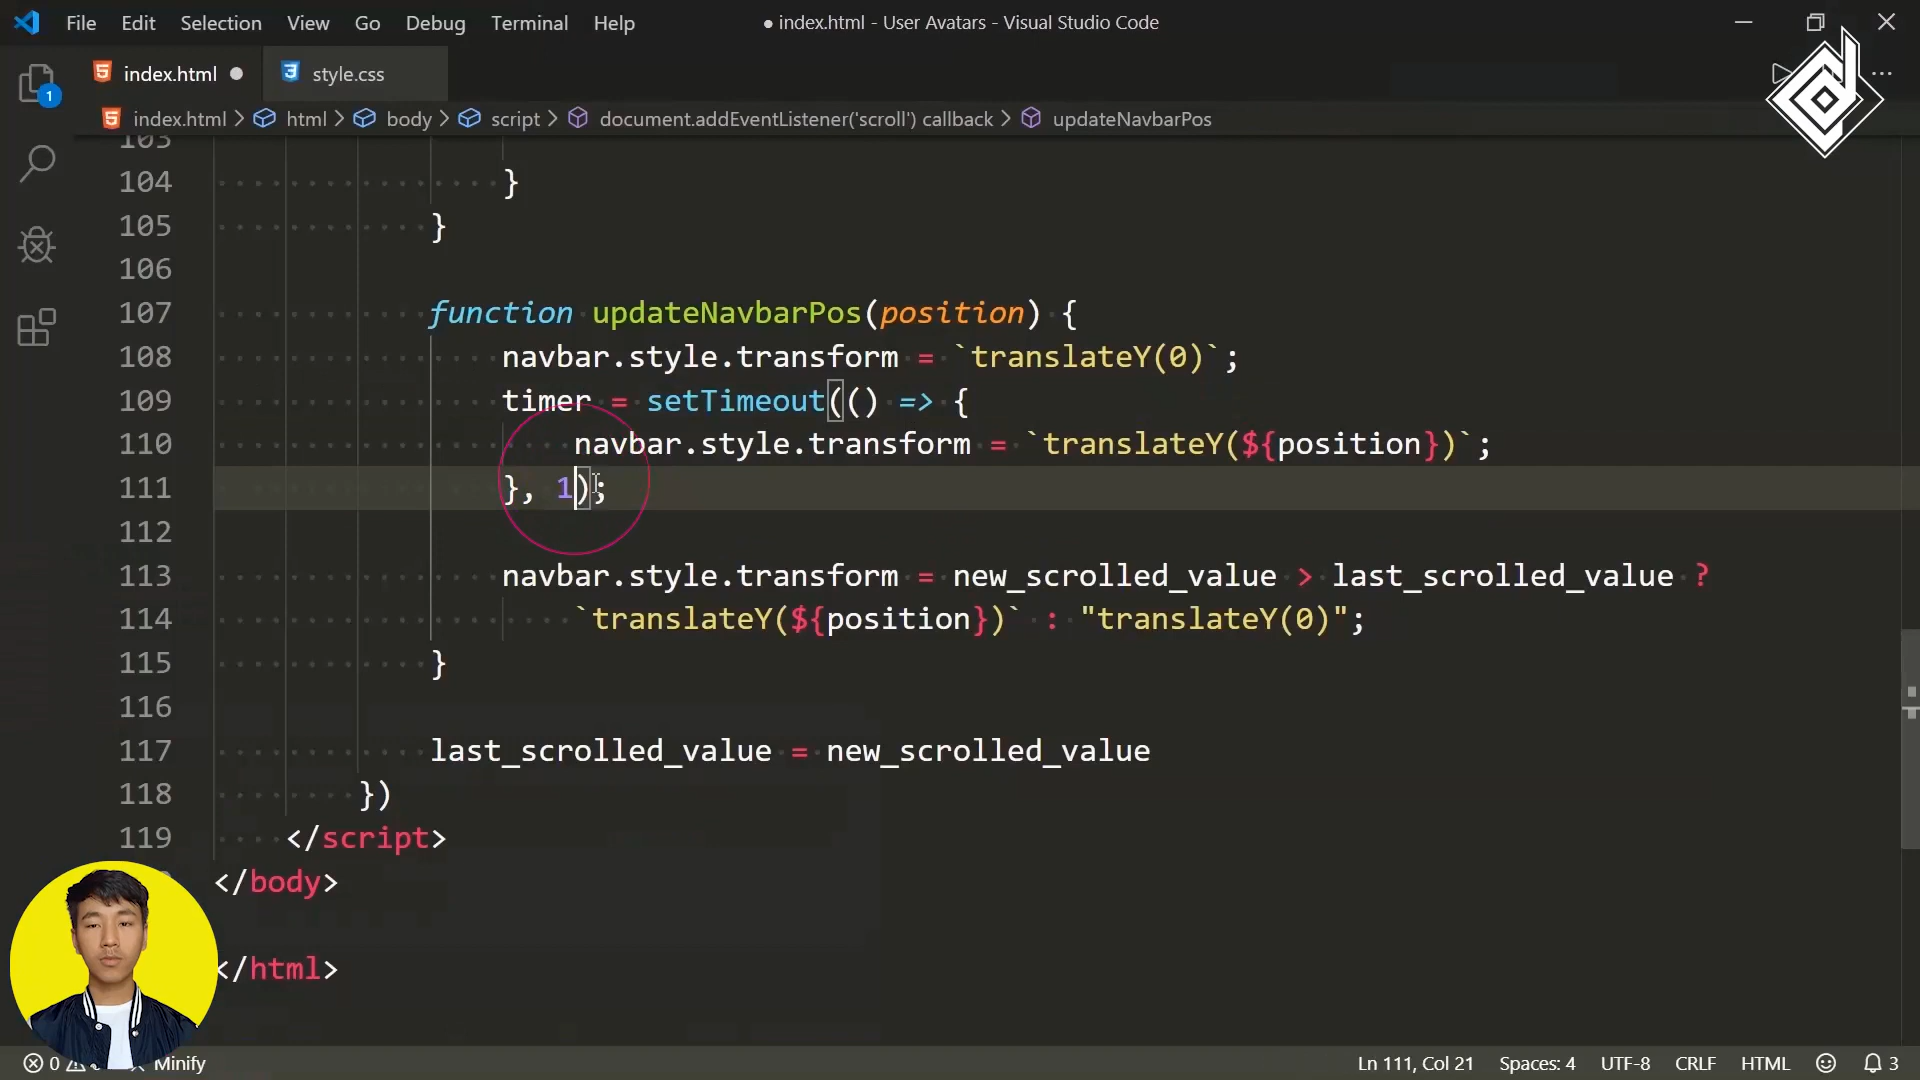 File Edit Selection View Go Debug Terminal Help ● index.html - User Avatars - Visual Studio Code
index.html ● style.css
1
index.html > html > body > script > document.addEventListener('scroll') callback > updateNavbarPos
103
104 }
105 }
106
107 function updateNavbarPos(position) {
108 navbar.style.transform = `translateY(0)`;
109 timer = setTimeout(() => {
110 navbar.style.transform = `translateY(${position})`;
111 }, 1);
112
113 navbar.style.transform = new_scrolled_value > last_scrolled_value ?
114 `translateY(${position})` : "translateY(0)";
115 }
116
117 last_scrolled_value = new_scrolled_value
118 })
119 </script>
</body>
</html>
0 Minify Ln 111, Col 21 Spaces: 4 UTF-8 CRLF HTML 3